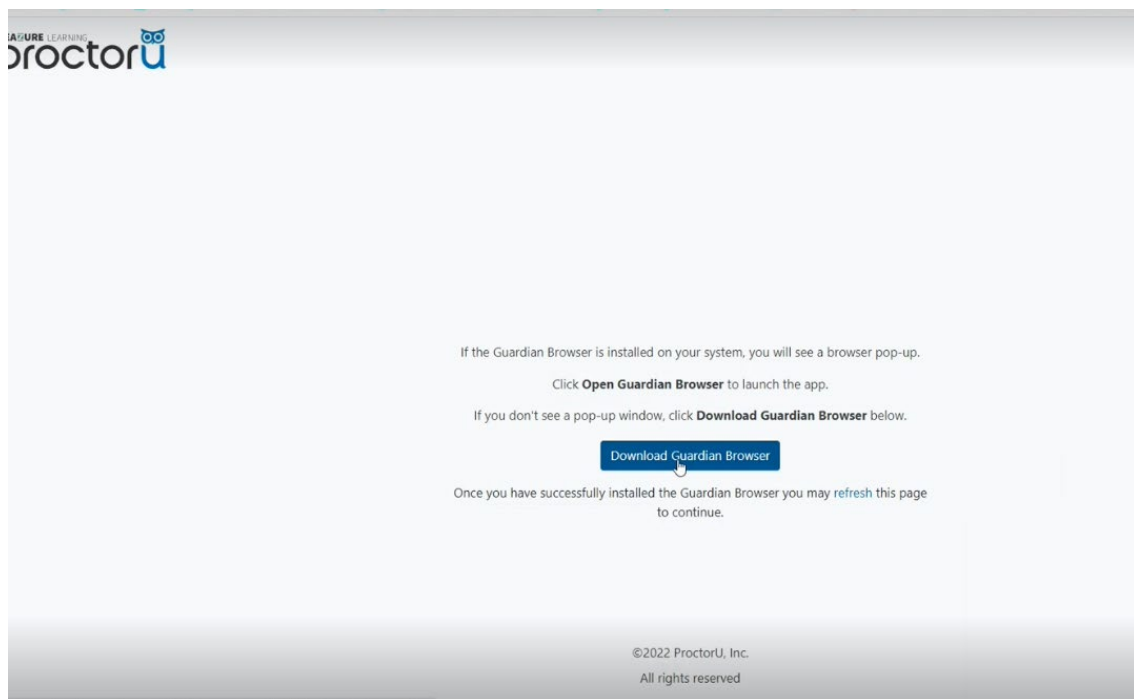 EASURE LEARNING
proctorU
If the Guardian Browser is installed on your system, you will see a browser pop-up.
Click Open Guardian Browser to launch the app.
If you don't see a pop-up window, click Download Guardian Browser below.
Download Guardian Browser
Once you have successfully installed the Guardian Browser you may refresh this page
to continue.
©2022 ProctorU, Inc.
All rights reserved